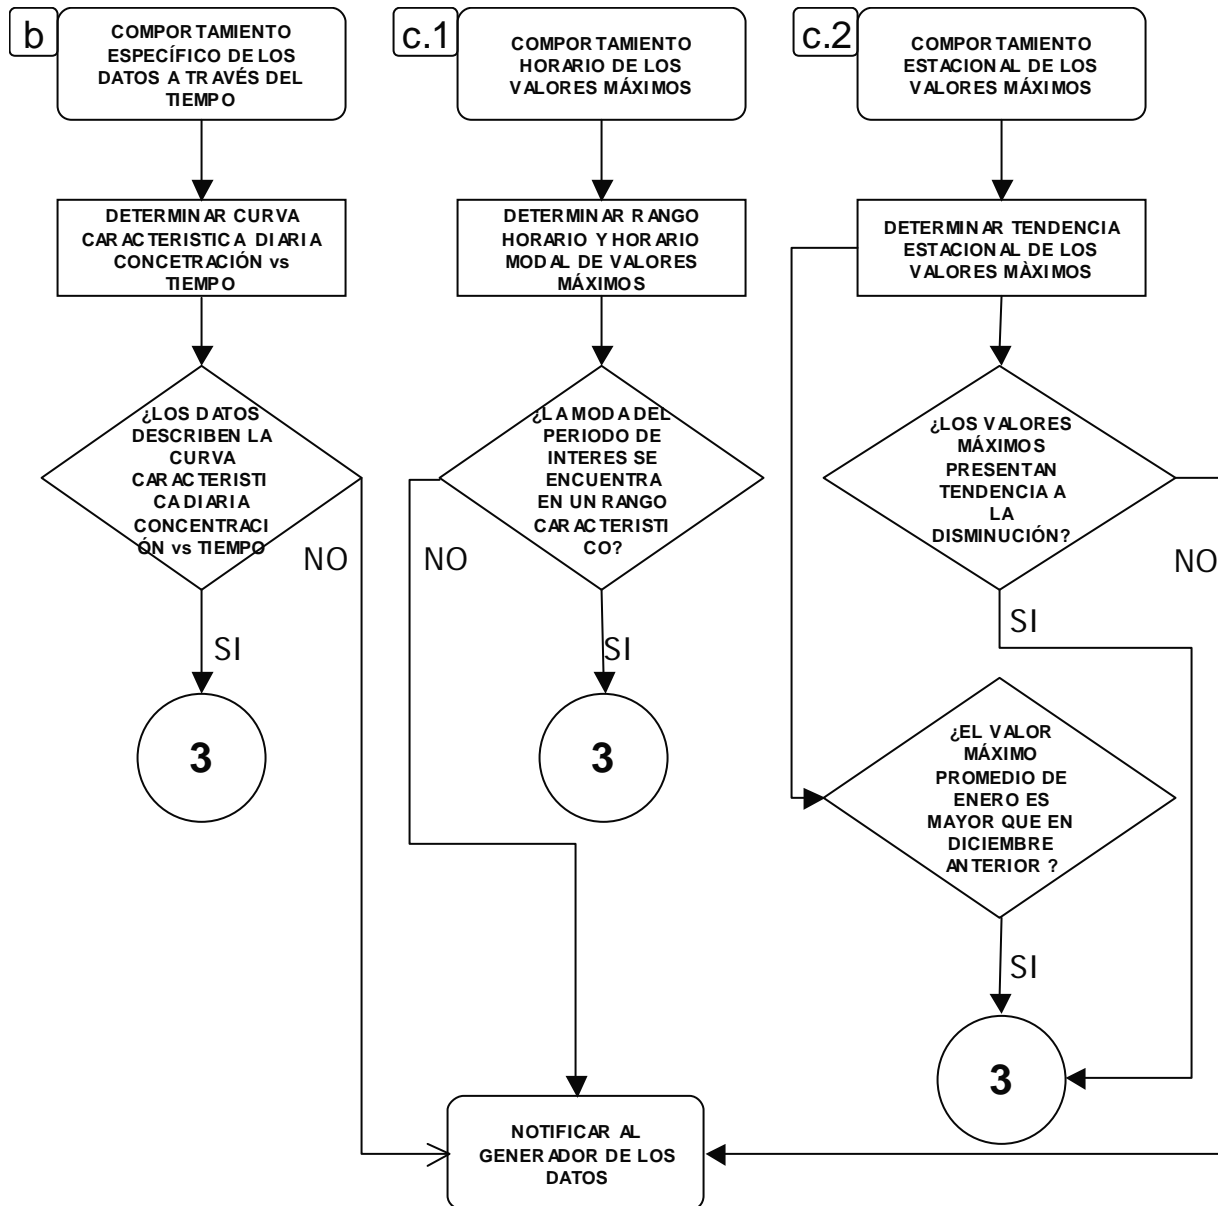 b
COMPORTAMIENTO
ESPECÍFICO DE LOS
DATOS A TRAVÉS DEL
TIEMPO
DETERMINAR CURVA
CARACTERISTICA DIARIA
CONCETRACIÓN vs
TIEMPO
¿LOS DATOS
DESCRIBEN LA
CURVA
CARACTERISTI
CA DIARIA
CONCENTRACI
ÓN vs TIEMPO
NO
SI
3
c.1
COMPORTAMIENTO
HORARIO DE LOS
VALORES MÁXIMOS
DETERMINAR RANGO
HORARIO Y HORARIO
MODAL DE VALORES
MÁXIMOS
¿LA MODA DEL
PERIODO DE
INTERES SE
ENCUENTRA
EN UN RANGO
CARACTERISTI
CO?
NO
SI
3
c.2
COMPORTAMIENTO
ESTACIONAL DE LOS
VALORES MÁXIMOS
DETERMINAR TENDENCIA
ESTACIONAL DE LOS
VALORES MÀXIMOS
¿LOS VALORES
MÁXIMOS
PRESENTAN
TENDENCIA A
LA
DISMINUCIÓN?
NO
SI
¿EL VALOR
MÁXIMO
PROMEDIO DE
ENERO ES
MAYOR QUE EN
DICIEMBRE
ANTERIOR ?
SI
3
NOTIFICAR AL
GENERADOR DE LOS
DATOS